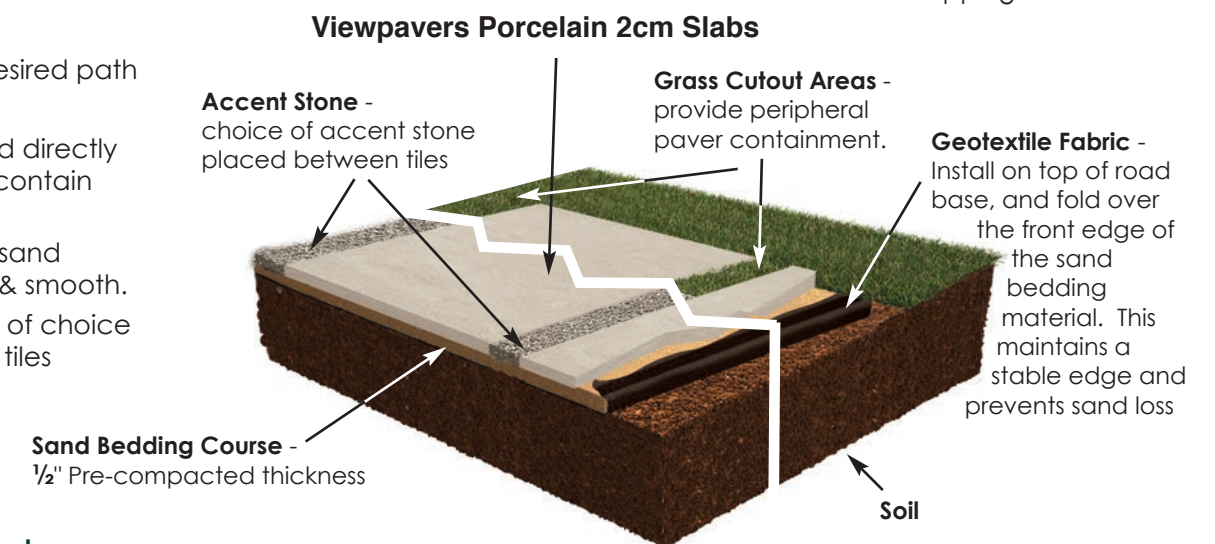 Viewpavers Porcelain 2cm Slabs
esired path
d directly
contain
sand
& smooth.
of choice
tiles
Accent Stone -
choice of accent stone
placed between tiles
Grass Cutout Areas -
provide peripheral
paver containment.
Geotextile Fabric -
Install on top of road
base, and fold over
the front edge of
the sand
bedding
material. This
maintains a
stable edge and
prevents sand loss
Sand Bedding Course -
½" Pre-compacted thickness
Soil